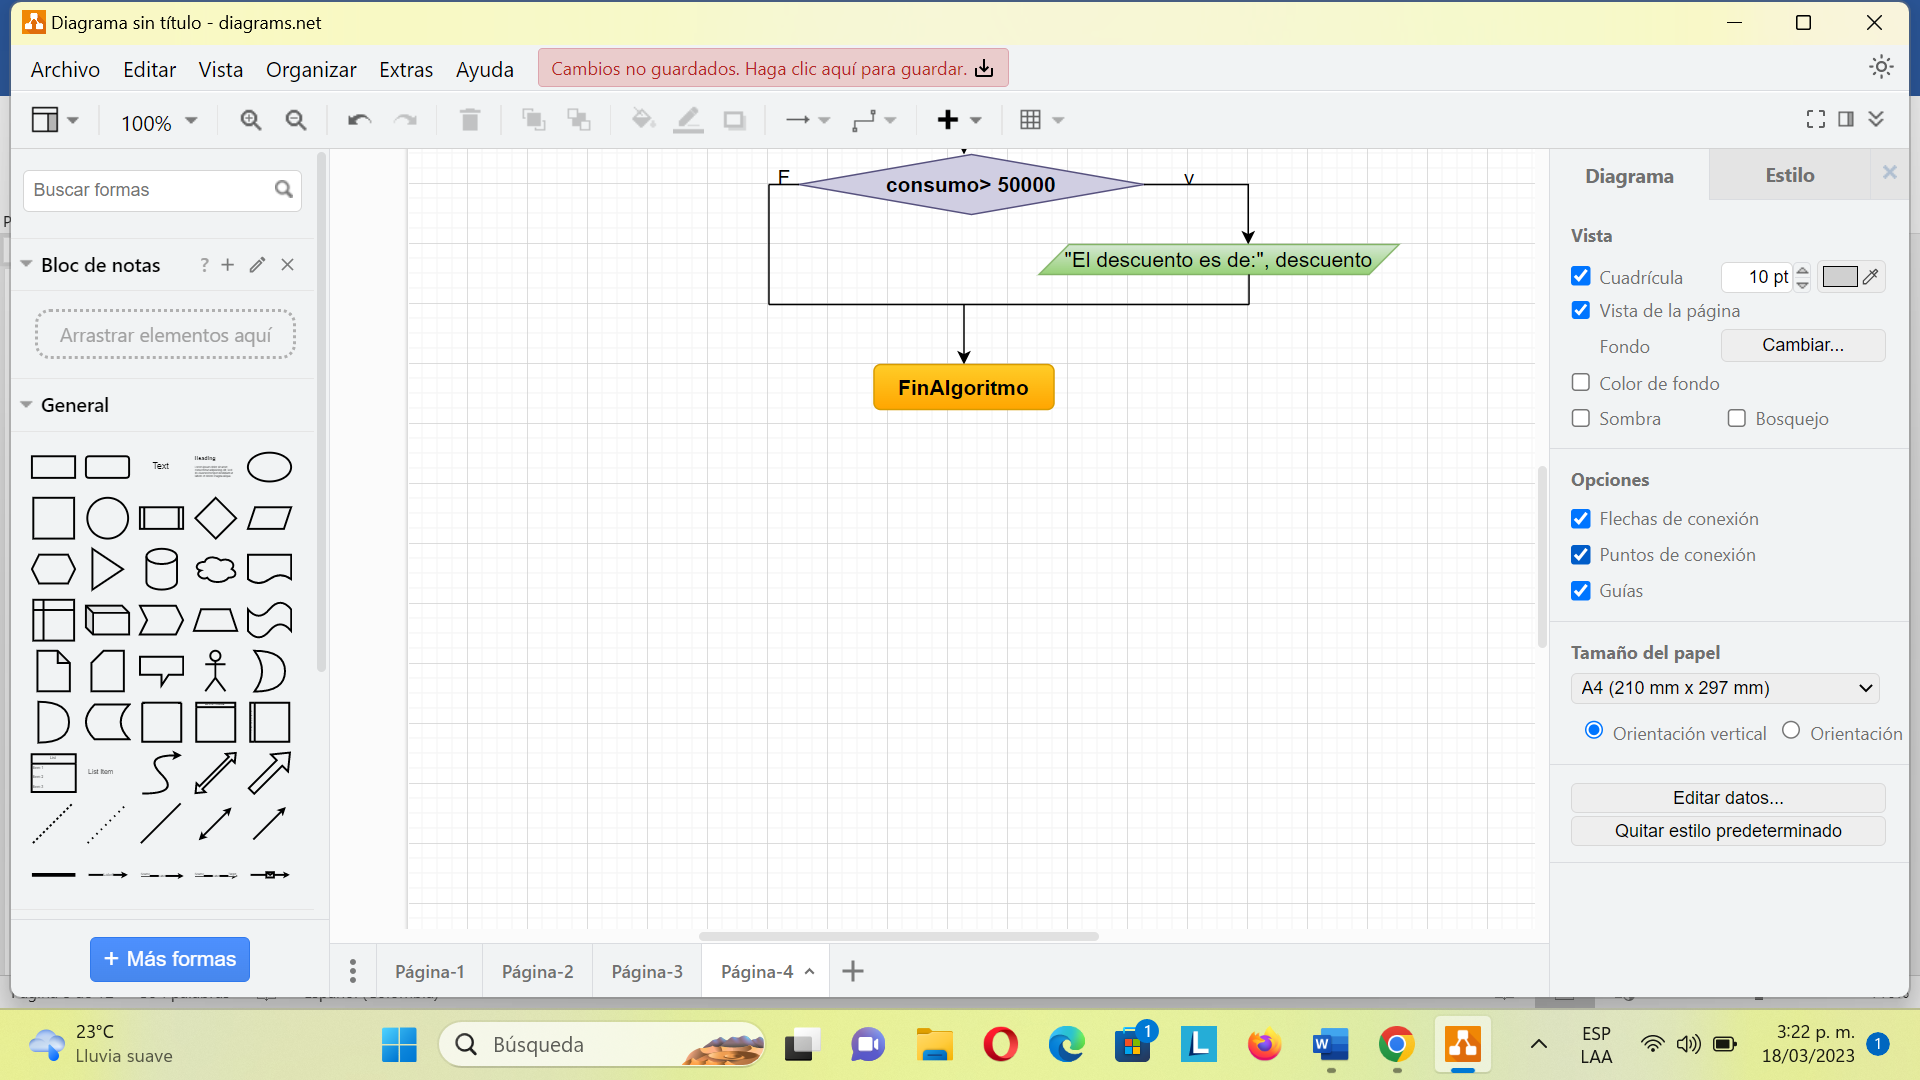 Diagrama sin título - diagrams.net
Archivo Editar Vista Organizar Extras Ayuda Cambios no guardados. Haga clic aquí para guardar.
100%
Buscar formas
Bloc de notas ?
Arrastrar elementos aquí
General
Text
Heading
List Item
+ Más formas
F
consumo> 50000
v
"El descuento es de:", descuento
FinAlgoritmo
Página-1 Página-2 Página-3 Página-4
Diagrama Estilo
Vista
Cuadrícula 10 pt
Vista de la página
Fondo Cambiar...
Color de fondo
Sombra Bosquejo
Opciones
Flechas de conexión
Puntos de conexión
Guías
Tamaño del papel
A4 (210 mm x 297 mm)
Orientación vertical Orientación
Editar datos...
Quitar estilo predeterminado
23°C
Lluvia suave
Búsqueda
1
L
W
ESP
LAA
3:22 p. m.
18/03/2023
1